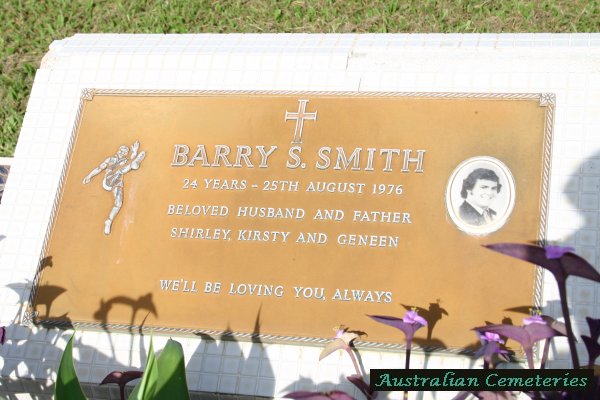 BARRY S. SMITH
24 YEARS - 25TH AUGUST 1976
BELOVED HUSBAND AND FATHER
SHIRLEY, KIRSTY AND GENEEN
WE'LL BE LOVING YOU, ALWAYS
Australian Cemeteries